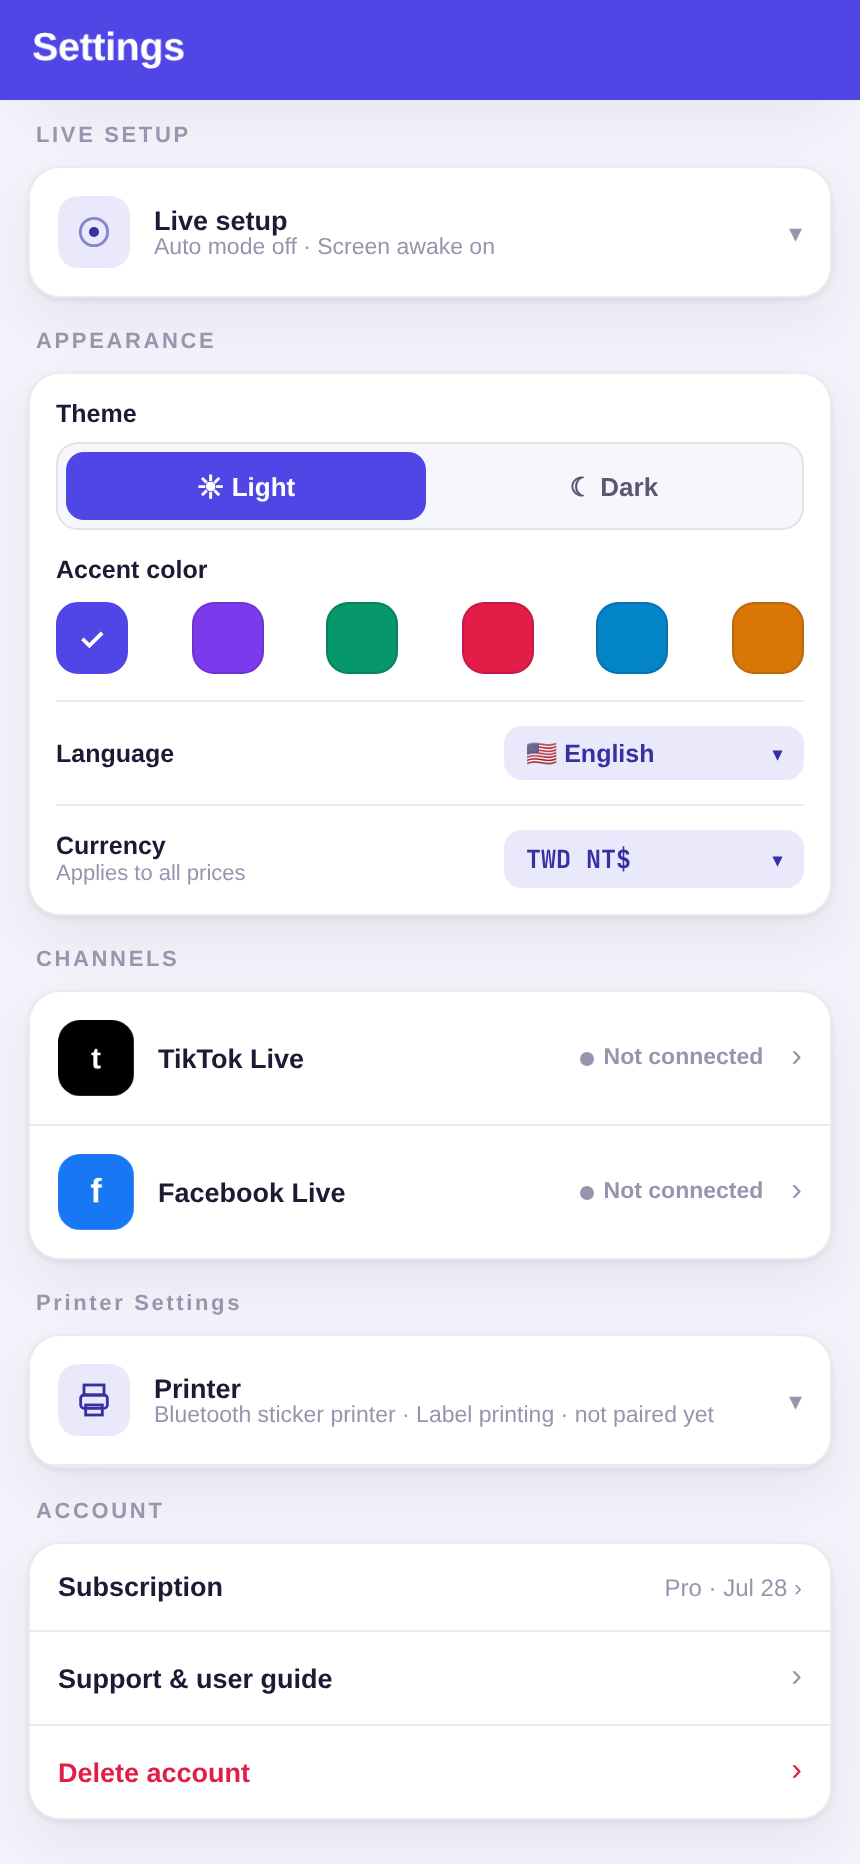 Settings
LIVE SETUP
Live setup
Auto mode off · Screen awake on
▾
APPEARANCE
Theme
☀ Light
☾ Dark
Accent color
Language
🇺🇸 English ▾
Currency
Applies to all prices
TWD NT$ ▾
CHANNELS
t
TikTok Live
Not connected ›
f
Facebook Live
Not connected ›
Printer Settings
Printer
Bluetooth sticker printer · Label printing · not paired yet
▾
ACCOUNT
Subscription
Pro · Jul 28 ›
Support & user guide ›
Delete account ›